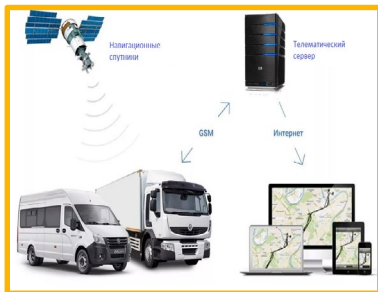 Навигационные
спутники
Телематический
сервер
GSM
Интернет